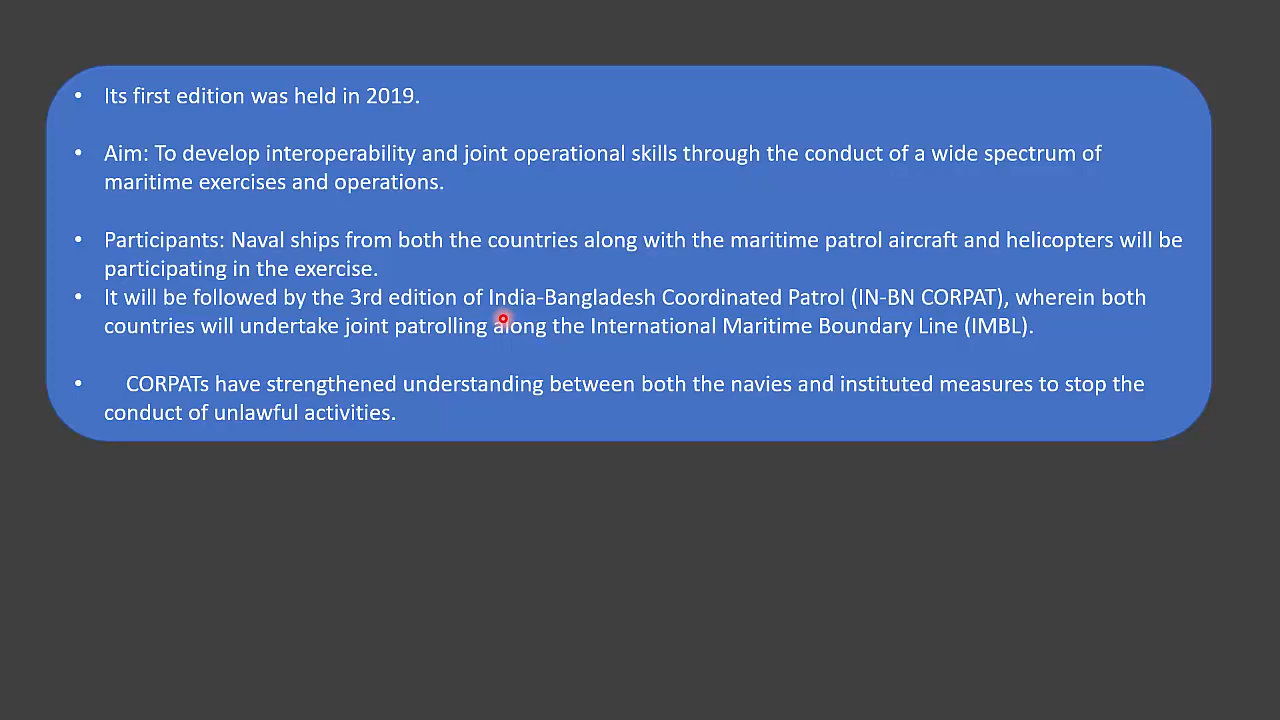 • Its first edition was held in 2019.
• Aim: To develop interoperability and joint operational skills through the conduct of a wide spectrum of
maritime exercises and operations.
• Participants: Naval ships from both the countries along with the maritime patrol aircraft and helicopters will be
participating in the exercise.
• It will be followed by the 3rd edition of India-Bangladesh Coordinated Patrol (IN-BN CORPAT), wherein both
countries will undertake joint patrolling along the International Maritime Boundary Line (IMBL).
• CORPATs have strengthened understanding between both the navies and instituted measures to stop the
conduct of unlawful activities.